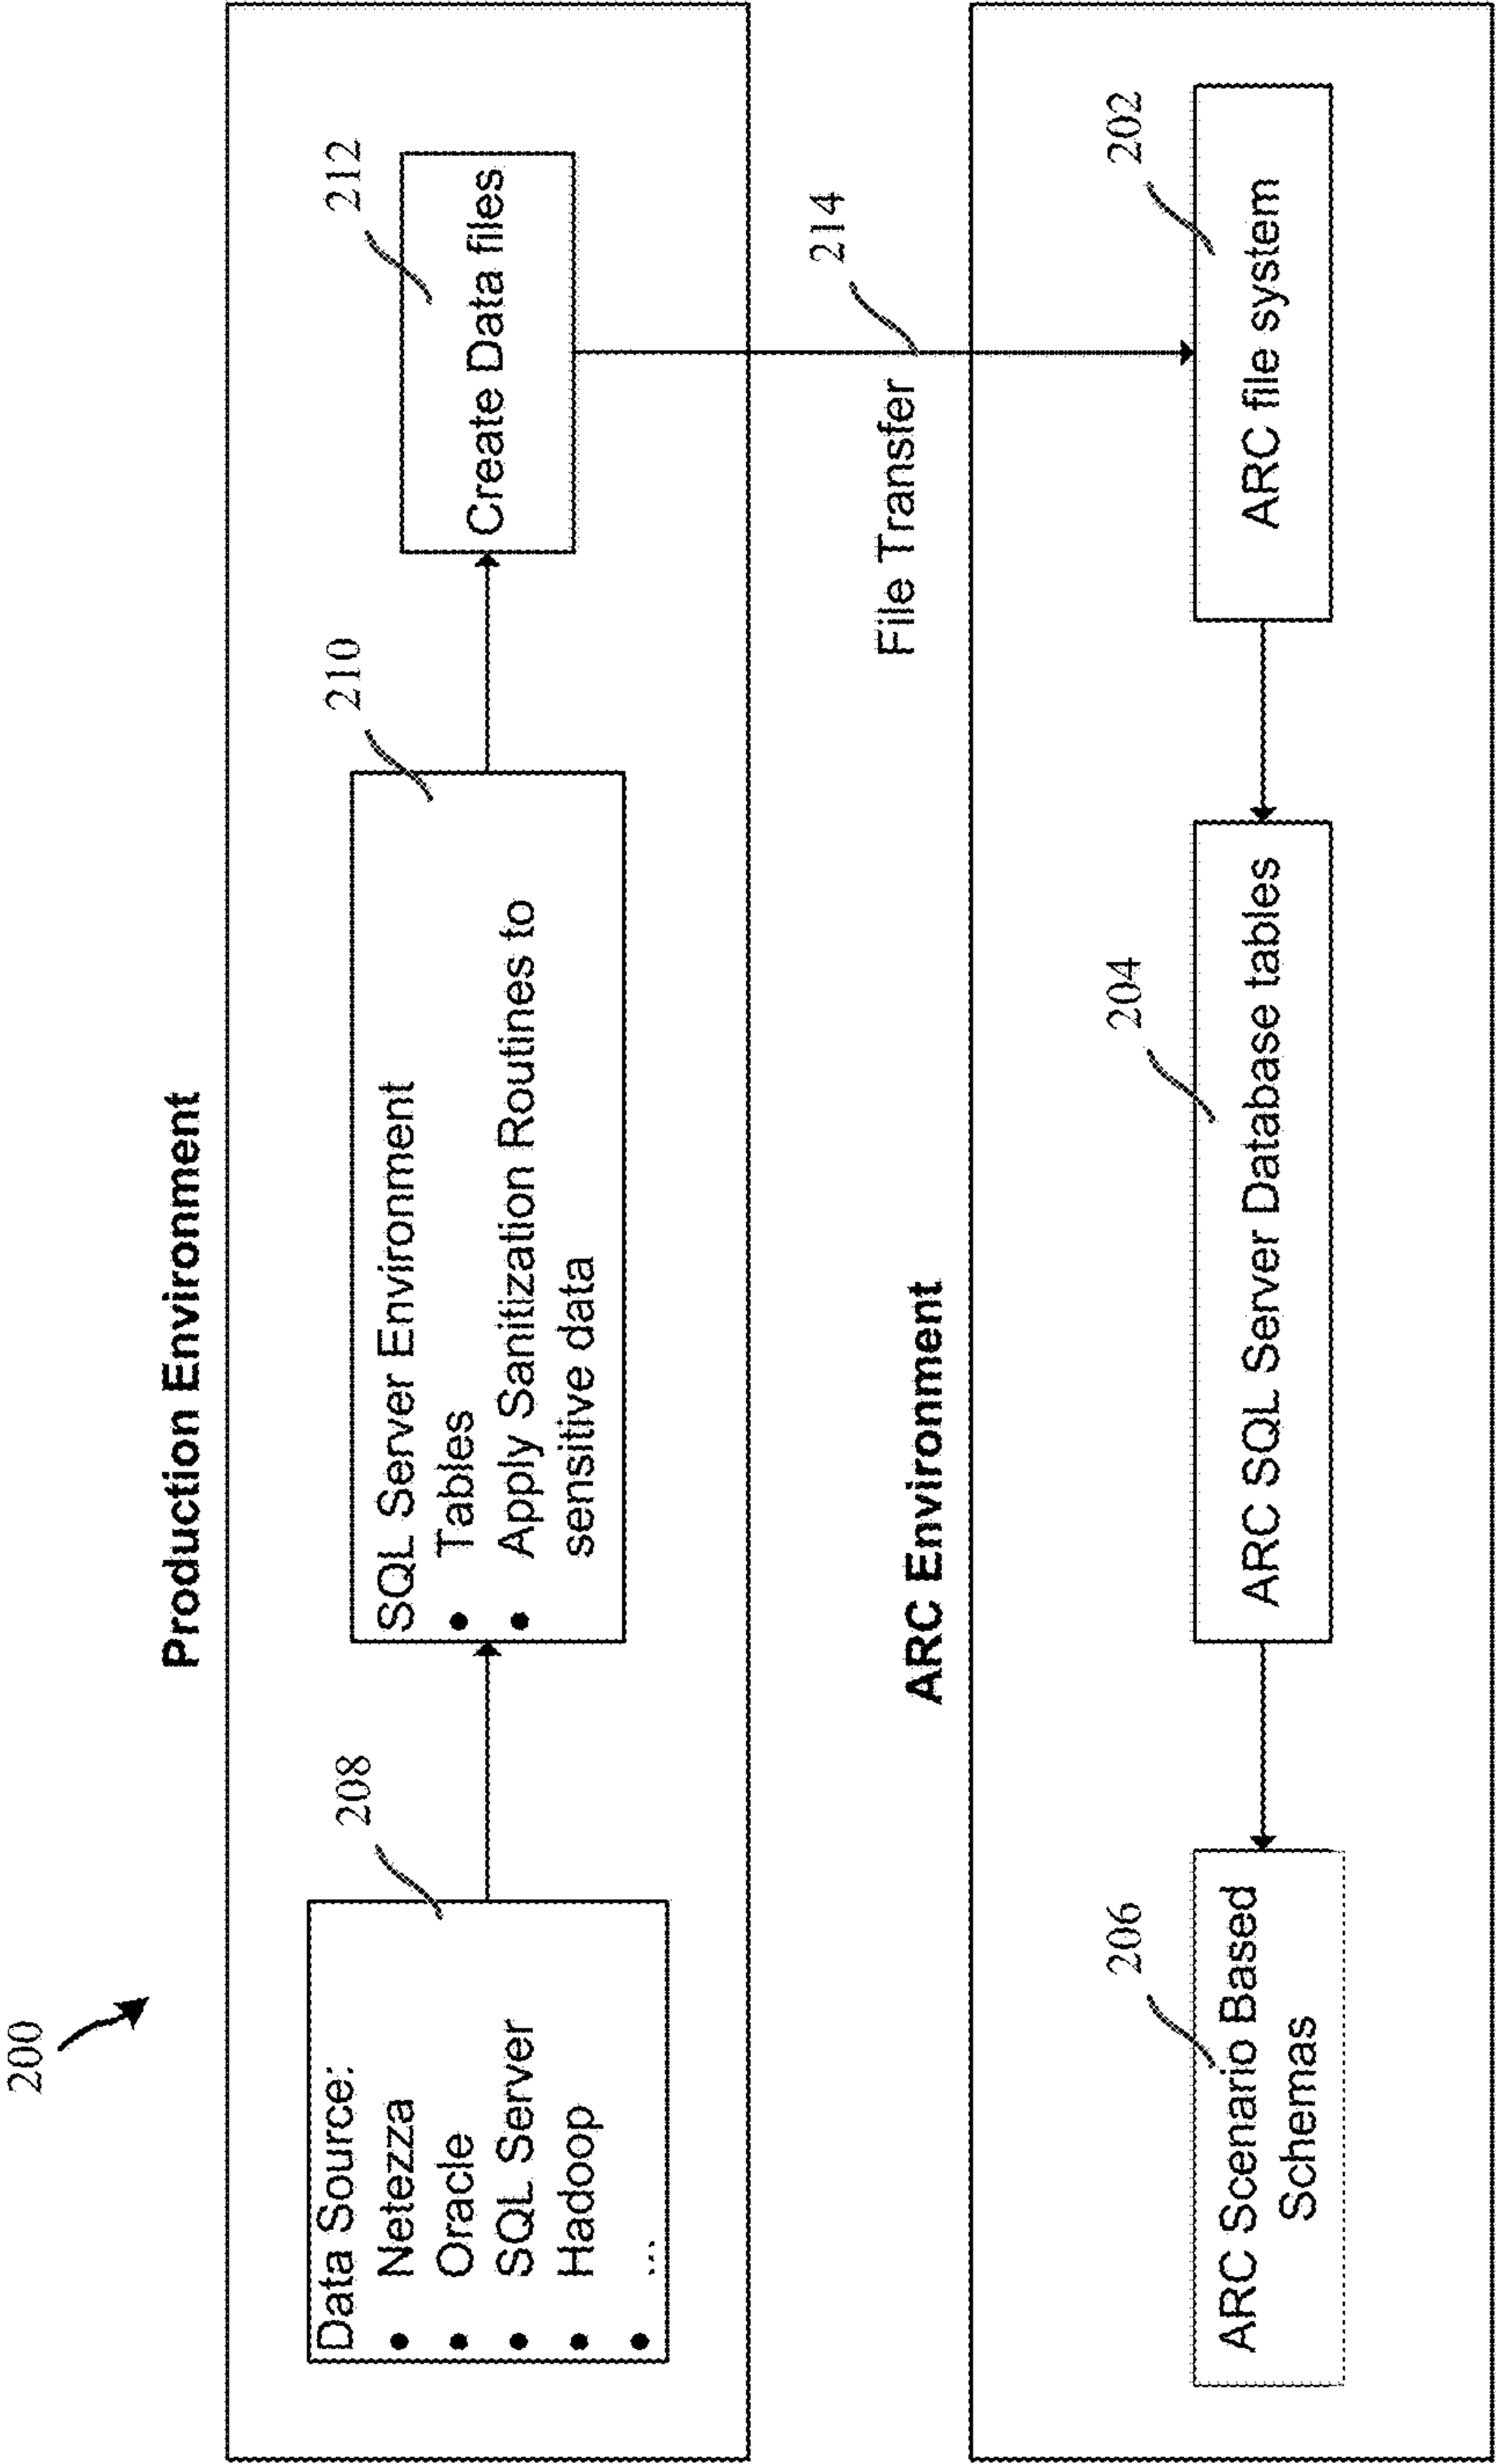 200
Production Environment
208
Data Source:
• Netezza
• Oracle
• SQL Server
• Hadoop
• ...
210
SQL Server Environment
• Tables
• Apply Sanitization Routines to
sensitive data
212
Create Data files
File Transfer
214
ARC Environment
206
ARC Scenario Based
Schemas
204
ARC SQL Server Database tables
202
ARC file system